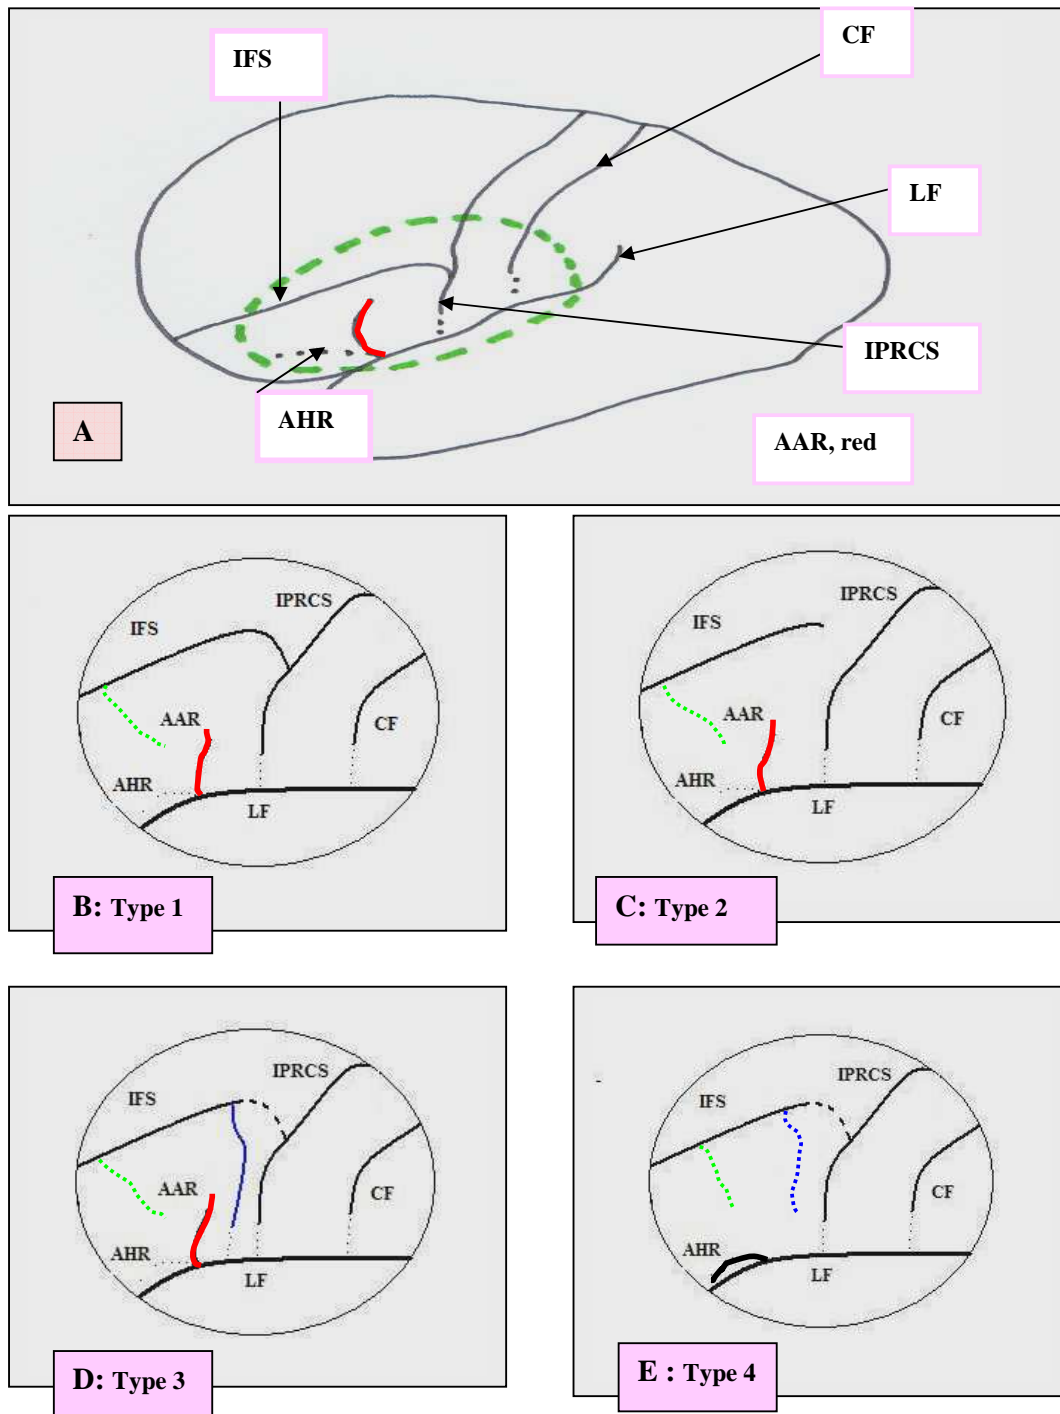 IFS
CF
LF
IPRCS
AHR
A
AAR, red
IPRCS
IFS
AAR
CF
AHR
LF
B: Type 1
IPRCS
IFS
AAR
CF
AHR
LF
C: Type 2
IPRCS
IFS
AAR
CF
AHR
LF
D: Type 3
IPRCS
IFS
CF
AHR
LF
E : Type 4